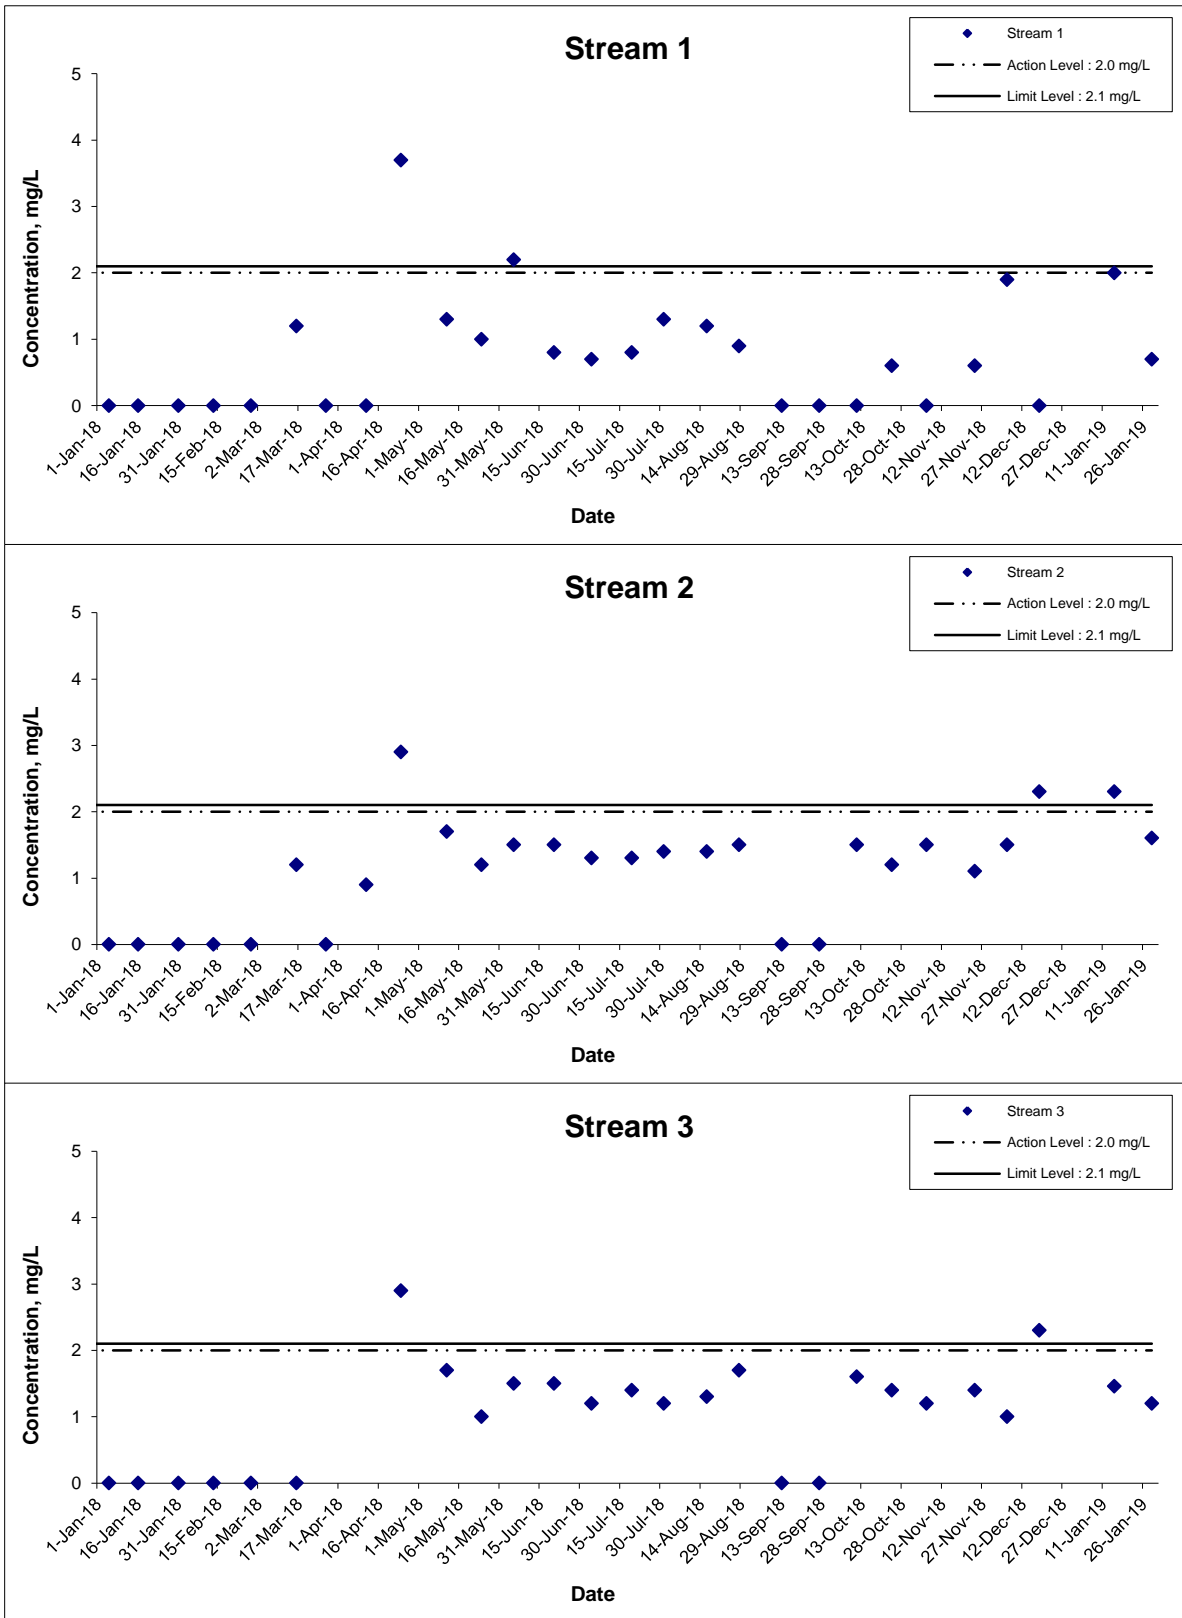 Stream 1
Stream 1
Action Level : 2.0 mg/L
Limit Level : 2.1 mg/L
Concentration, mg/L
5
4
3
2
1
0
1-Jan-18
16-Jan-18
31-Jan-18
15-Feb-18
2-Mar-18
17-Mar-18
1-Apr-18
16-Apr-18
1-May-18
16-May-18
31-May-18
15-Jun-18
30-Jun-18
15-Jul-18
30-Jul-18
14-Aug-18
29-Aug-18
13-Sep-18
28-Sep-18
13-Oct-18
28-Oct-18
12-Nov-18
27-Nov-18
12-Dec-18
27-Dec-18
11-Jan-19
26-Jan-19
Date
Stream 2
Stream 2
Action Level : 2.0 mg/L
Limit Level : 2.1 mg/L
Concentration, mg/L
5
4
3
2
1
0
1-Jan-18
16-Jan-18
31-Jan-18
15-Feb-18
2-Mar-18
17-Mar-18
1-Apr-18
16-Apr-18
1-May-18
16-May-18
31-May-18
15-Jun-18
30-Jun-18
15-Jul-18
30-Jul-18
14-Aug-18
29-Aug-18
13-Sep-18
28-Sep-18
13-Oct-18
28-Oct-18
12-Nov-18
27-Nov-18
12-Dec-18
27-Dec-18
11-Jan-19
26-Jan-19
Date
Stream 3
Stream 3
Action Level : 2.0 mg/L
Limit Level : 2.1 mg/L
Concentration, mg/L
5
4
3
2
1
0
1-Jan-18
16-Jan-18
31-Jan-18
15-Feb-18
2-Mar-18
17-Mar-18
1-Apr-18
16-Apr-18
1-May-18
16-May-18
31-May-18
15-Jun-18
30-Jun-18
15-Jul-18
30-Jul-18
14-Aug-18
29-Aug-18
13-Sep-18
28-Sep-18
13-Oct-18
28-Oct-18
12-Nov-18
27-Nov-18
12-Dec-18
27-Dec-18
11-Jan-19
26-Jan-19
Date